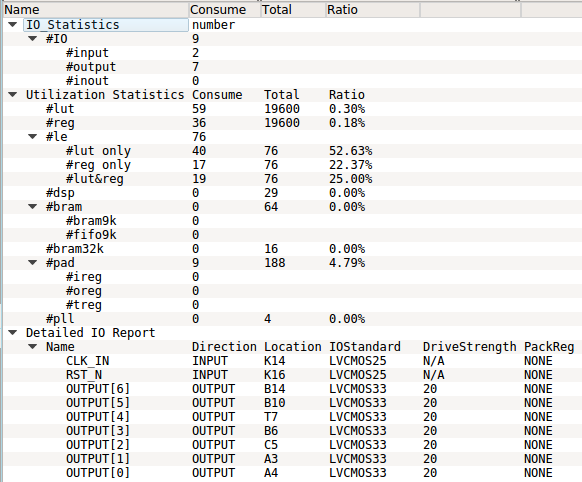 Name Consume Total Ratio
IO_Statistics number
#IO 9
#input 2
#output 7
#inout 0
Utilization Statistics Consume Total Ratio
#lut 59 19600 0.30%
#reg 36 19600 0.18%
#le 76
#lut only 40 76 52.63%
#reg only 17 76 22.37%
#lut&reg 19 76 25.00%
#dsp 0 29 0.00%
#bram 0 64 0.00%
#bram9k 0
#fifo9k 0
#bram32k 0 16 0.00%
#pad 9 188 4.79%
#ireg 0
#oreg 0
#treg 0
#pll 0 4 0.00%
Detailed IO Report
Name Direction Location IOStandard DriveStrength PackReg
CLK_IN INPUT K14 LVCMOS25 N/A NONE
RST_N INPUT K16 LVCMOS25 N/A NONE
OUTPUT[6] OUTPUT B14 LVCMOS33 20 NONE
OUTPUT[5] OUTPUT B10 LVCMOS33 20 NONE
OUTPUT[4] OUTPUT T7 LVCMOS33 20 NONE
OUTPUT[3] OUTPUT B6 LVCMOS33 20 NONE
OUTPUT[2] OUTPUT C5 LVCMOS33 20 NONE
OUTPUT[1] OUTPUT A3 LVCMOS33 20 NONE
OUTPUT[0] OUTPUT A4 LVCMOS33 20 NONE